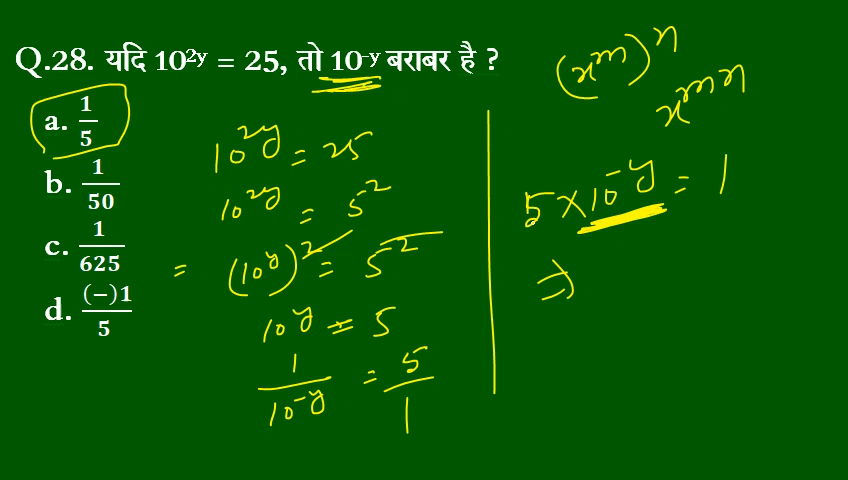 Q.28. यदि 10²ʸ = 25, तो 10⁻ʸ बराबर है ?
a. 1/5
b. 1/50
c. 1/625
d. (−)1/5
10²ʸ = 25
10²ʸ = 5²
= (10ʸ)² = 5²
10ʸ = 5
1/10⁻ʸ = 5/1
(xᵐ)ⁿ
xᵐⁿ
5 × 10⁻ʸ = 1
⇒